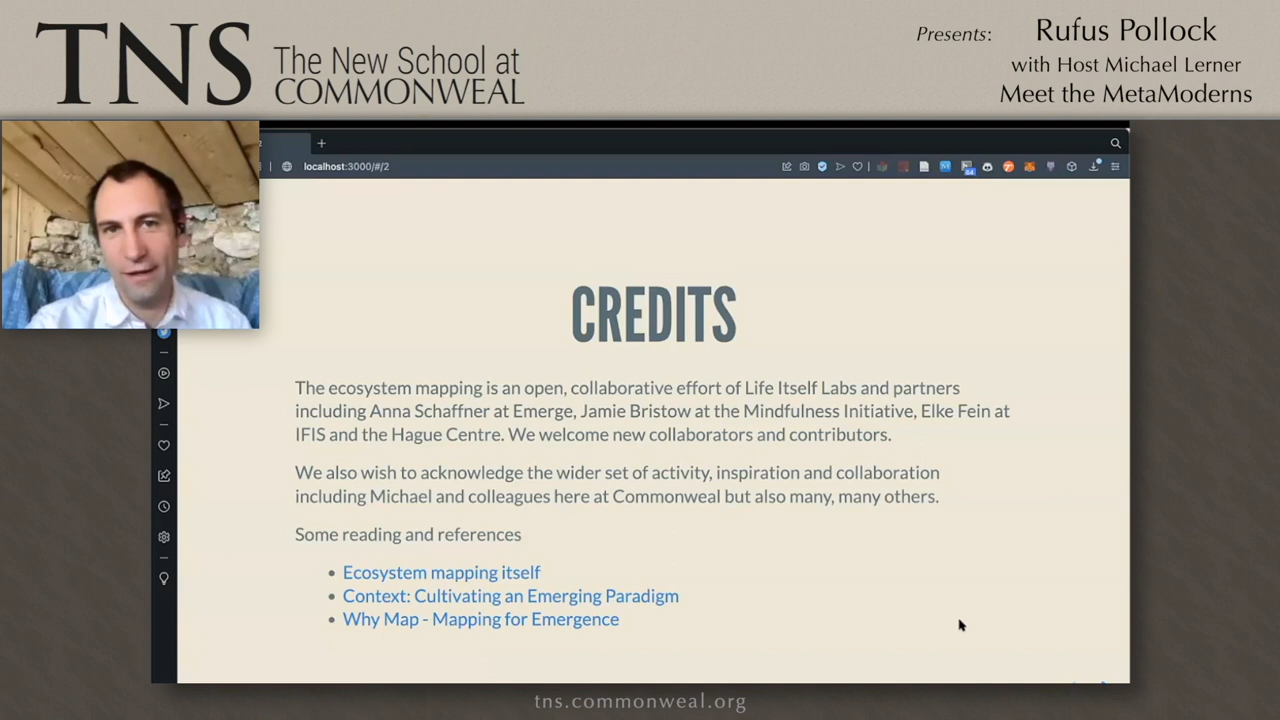 TNS
The New School at
COMMONWEAL
Presents: Rufus Pollock
with Host Michael Lerner
Meet the MetaModerns
localhost:3000/#/2
64
CREDITS
The ecosystem mapping is an open, collaborative effort of Life Itself Labs and partners
including Anna Schaffner at Emerge, Jamie Bristow at the Mindfulness Initiative, Elke Fein at
IFIS and the Hague Centre. We welcome new collaborators and contributors.
We also wish to acknowledge the wider set of activity, inspiration and collaboration
including Michael and colleagues here at Commonweal but also many, many others.
Some reading and references
• Ecosystem mapping itself
• Context: Cultivating an Emerging Paradigm
• Why Map - Mapping for Emergence
tns.commonweal.org